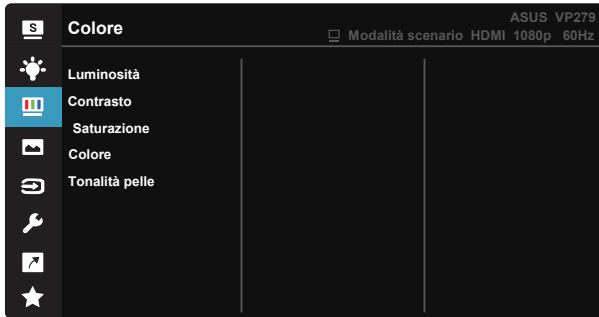 S
Colore
ASUS VP279
Modalità scenario HDMI 1080p 60Hz
Luminosità
Contrasto
Saturazione
Colore
Tonalità pelle